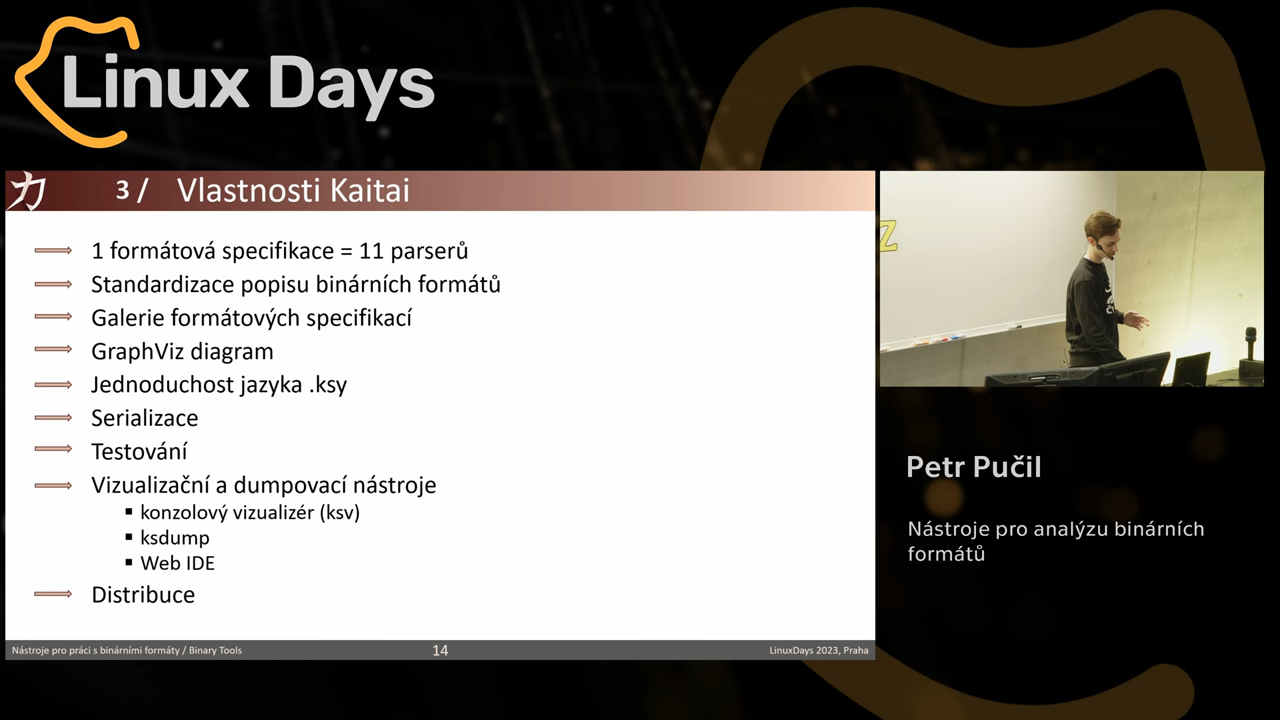 Linux Days
力 3 / Vlastnosti Kaitai
1 formátová specifikace = 11 parserů
Standardizace popisu binárních formátů
Galerie formátových specifikací
GraphViz diagram
Jednoduchost jazyka .ksy
Serializace
Testování
Vizualizační a dumpovací nástroje
konzolový vizualizér (ksv)
ksdump
Web IDE
Distribuce
Nástroje pro práci s binárními formáty / Binary Tools
14
LinuxDays 2023, Praha
Z
Petr Pučil
Nástroje pro analýzu binárních
formátů